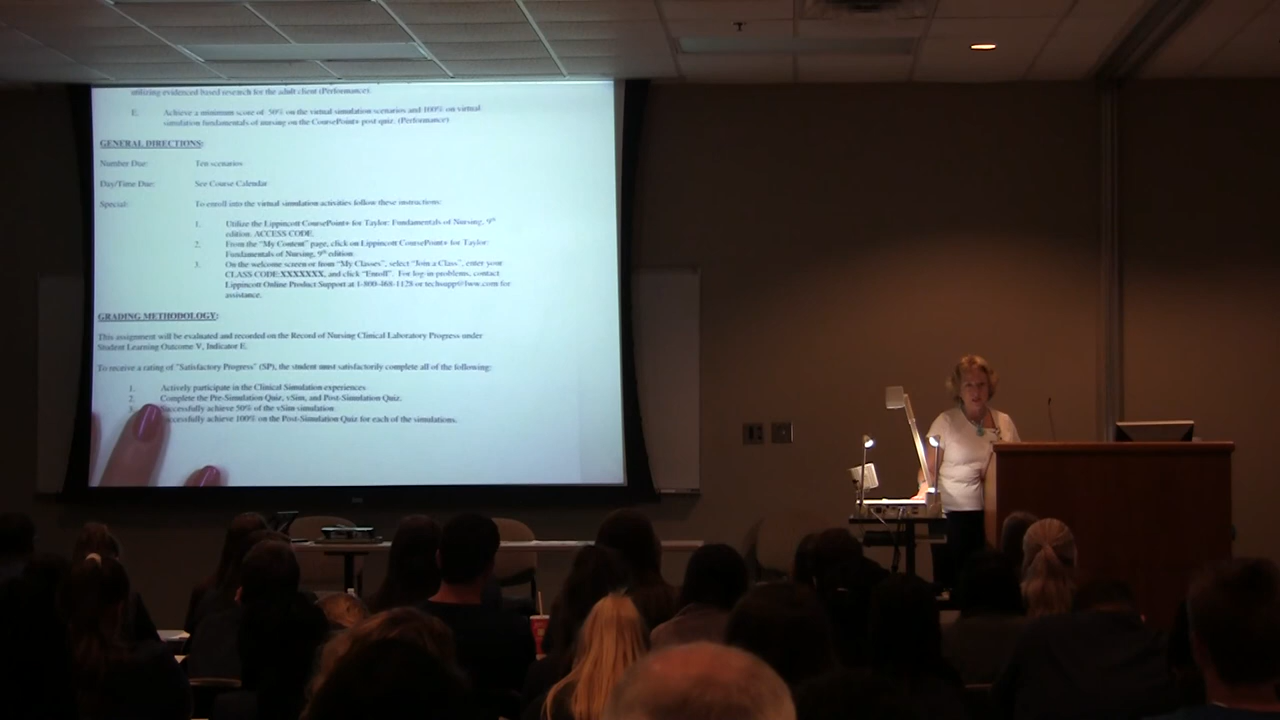 utilizing evidenced based research for the adult client (Performance)
E. Achieve a minimum score of 50% on the virtual simulation scenarios and 100% on virtual
simulation fundamentals of nursing on the CoursePoint+ post quiz. (Performance)
GENERAL DIRECTIONS:
Number Due: Ten scenarios
Day/Time Due: See Course Calendar
Special: To enroll into the virtual simulation activities follow these instructions:
1. Utilize the Lippincott CoursePoint+ for Taylor: Fundamentals of Nursing, 9th
edition. ACCESS CODE.
2. From the "My Content" page, click on Lippincott CoursePoint+ for Taylor:
Fundamentals of Nursing, 9th edition.
3. On the welcome screen or from "My Classes", select "Join a Class", enter your
CLASS CODE:XXXXXXX, and click "Enroll". For log-in problems, contact
Lippincott Online Product Support at 1-800-468-1128 or techsupp@lww.com for
assistance.
GRADING METHODOLOGY:
This assignment will be evaluated and recorded on the Record of Nursing Clinical Laboratory Progress under
Student Learning Outcome V, Indicator E.
To receive a rating of "Satisfactory Progress" (SP), the student must satisfactorily complete all of the following:
1. Actively participate in the Clinical Simulation experiences
2. Complete the Pre-Simulation Quiz, vSim, and Post-Simulation Quiz.
3. Successfully achieve 50% of the vSim simulation
uccessfully achieve 100% on the Post-Simulation Quiz for each of the simulations.